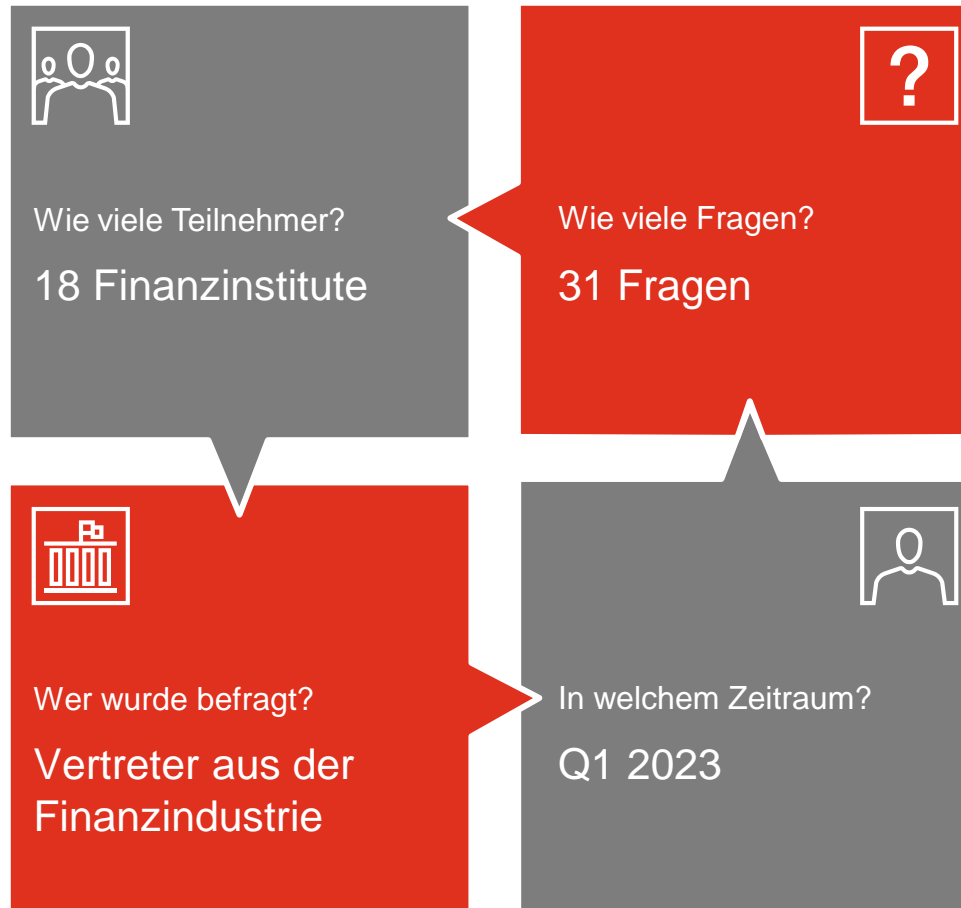 Wie viele Teilnehmer?
18 Finanzinstitute
?
Wie viele Fragen?
31 Fragen
Wer wurde befragt?
Vertreter aus der
Finanzindustrie
In welchem Zeitraum?
Q1 2023